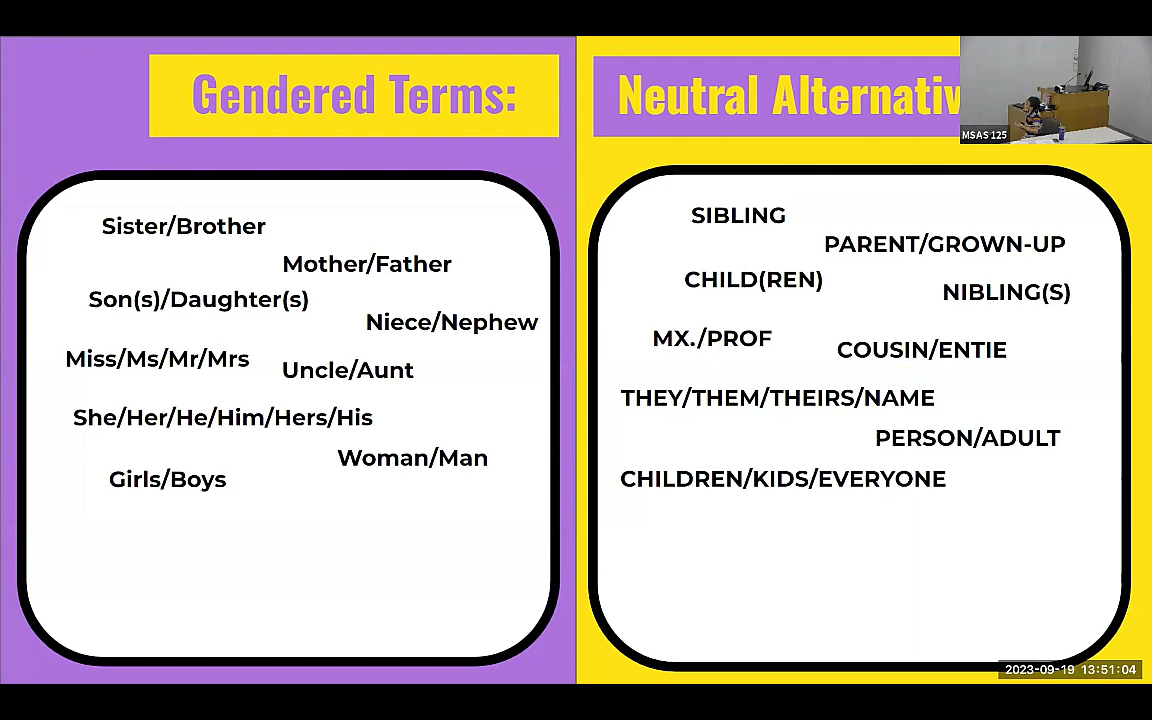 Gendered Terms:
Sister/Brother
Mother/Father
Son(s)/Daughter(s)
Niece/Nephew
Miss/Ms/Mr/Mrs
Uncle/Aunt
She/Her/He/Him/Hers/His
Woman/Man
Girls/Boys
Neutral Alternativ
MSAS 125
SIBLING
PARENT/GROWN-UP
CHILD(REN)
NIBLING(S)
MX./PROF
COUSIN/ENTIE
THEY/THEM/THEIRS/NAME
PERSON/ADULT
CHILDREN/KIDS/EVERYONE
2023-09-19 13:51:04